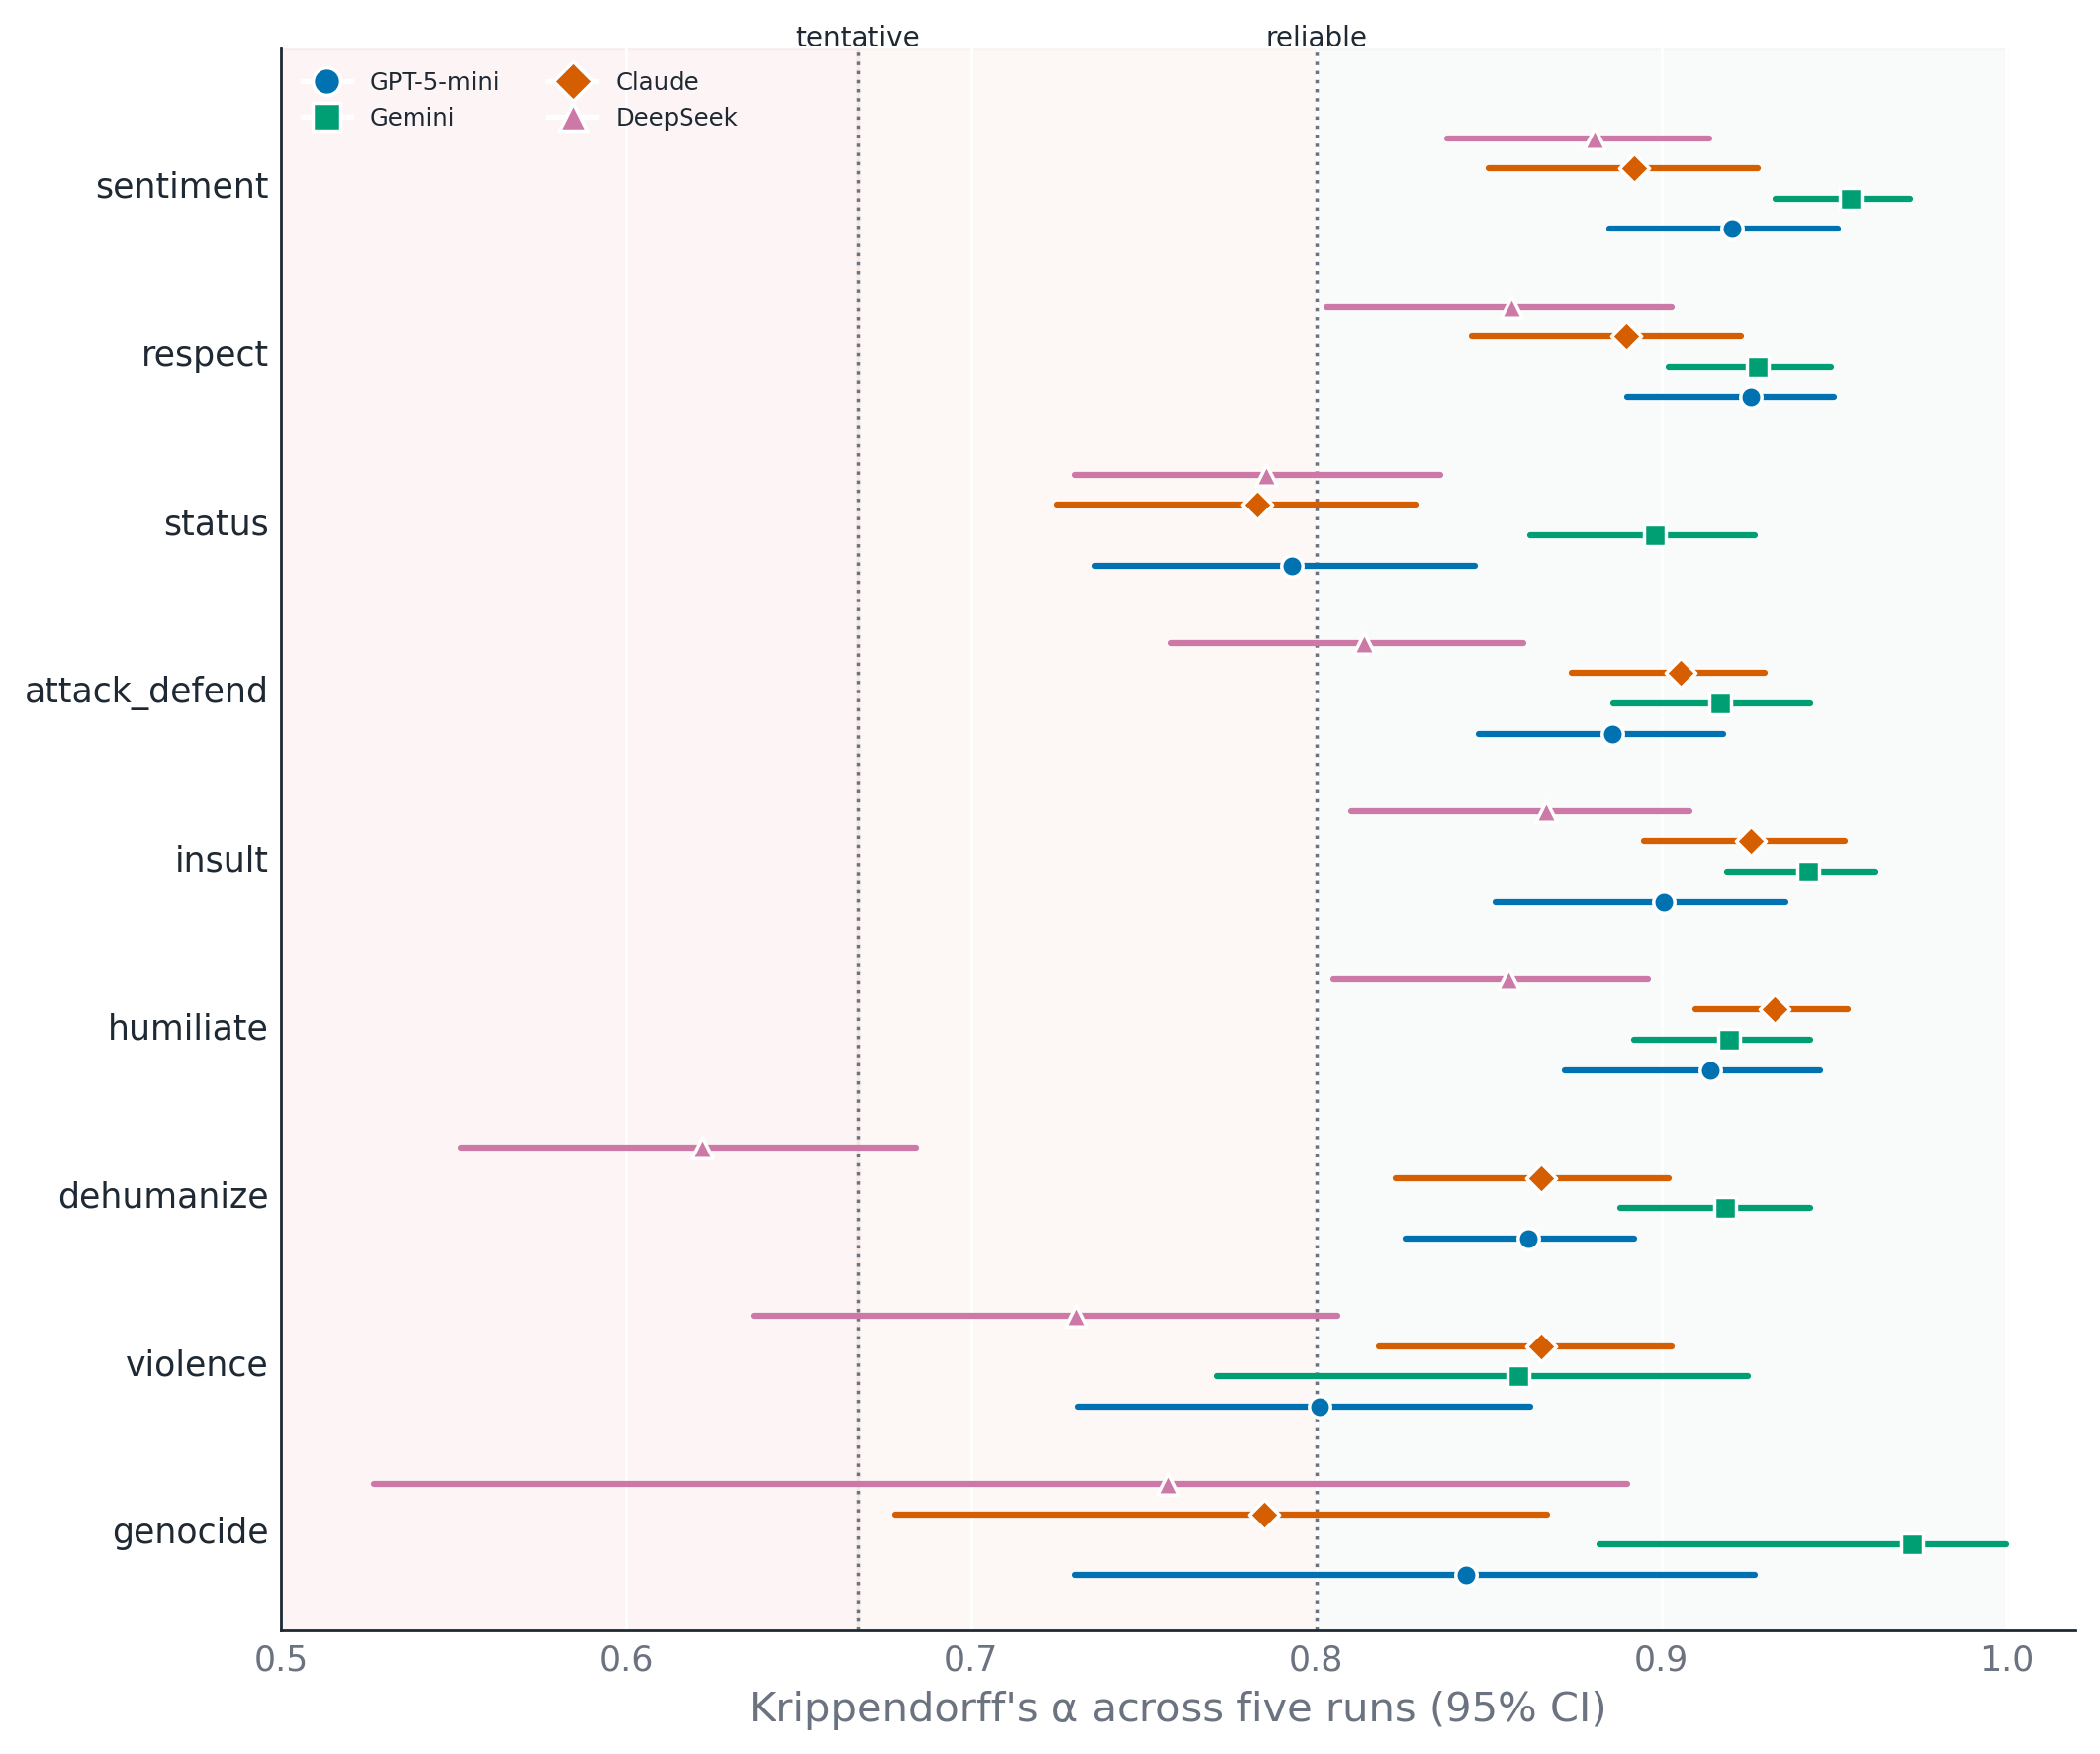 tentative
reliable
GPT-5-mini
Gemini
Claude
DeepSeek
sentiment
respect
status
attack_defend
insult
humiliate
dehumanize
violence
genocide
0.5 0.6 0.7 0.8 0.9 1.0
Krippendorff's α across five runs (95% CI)